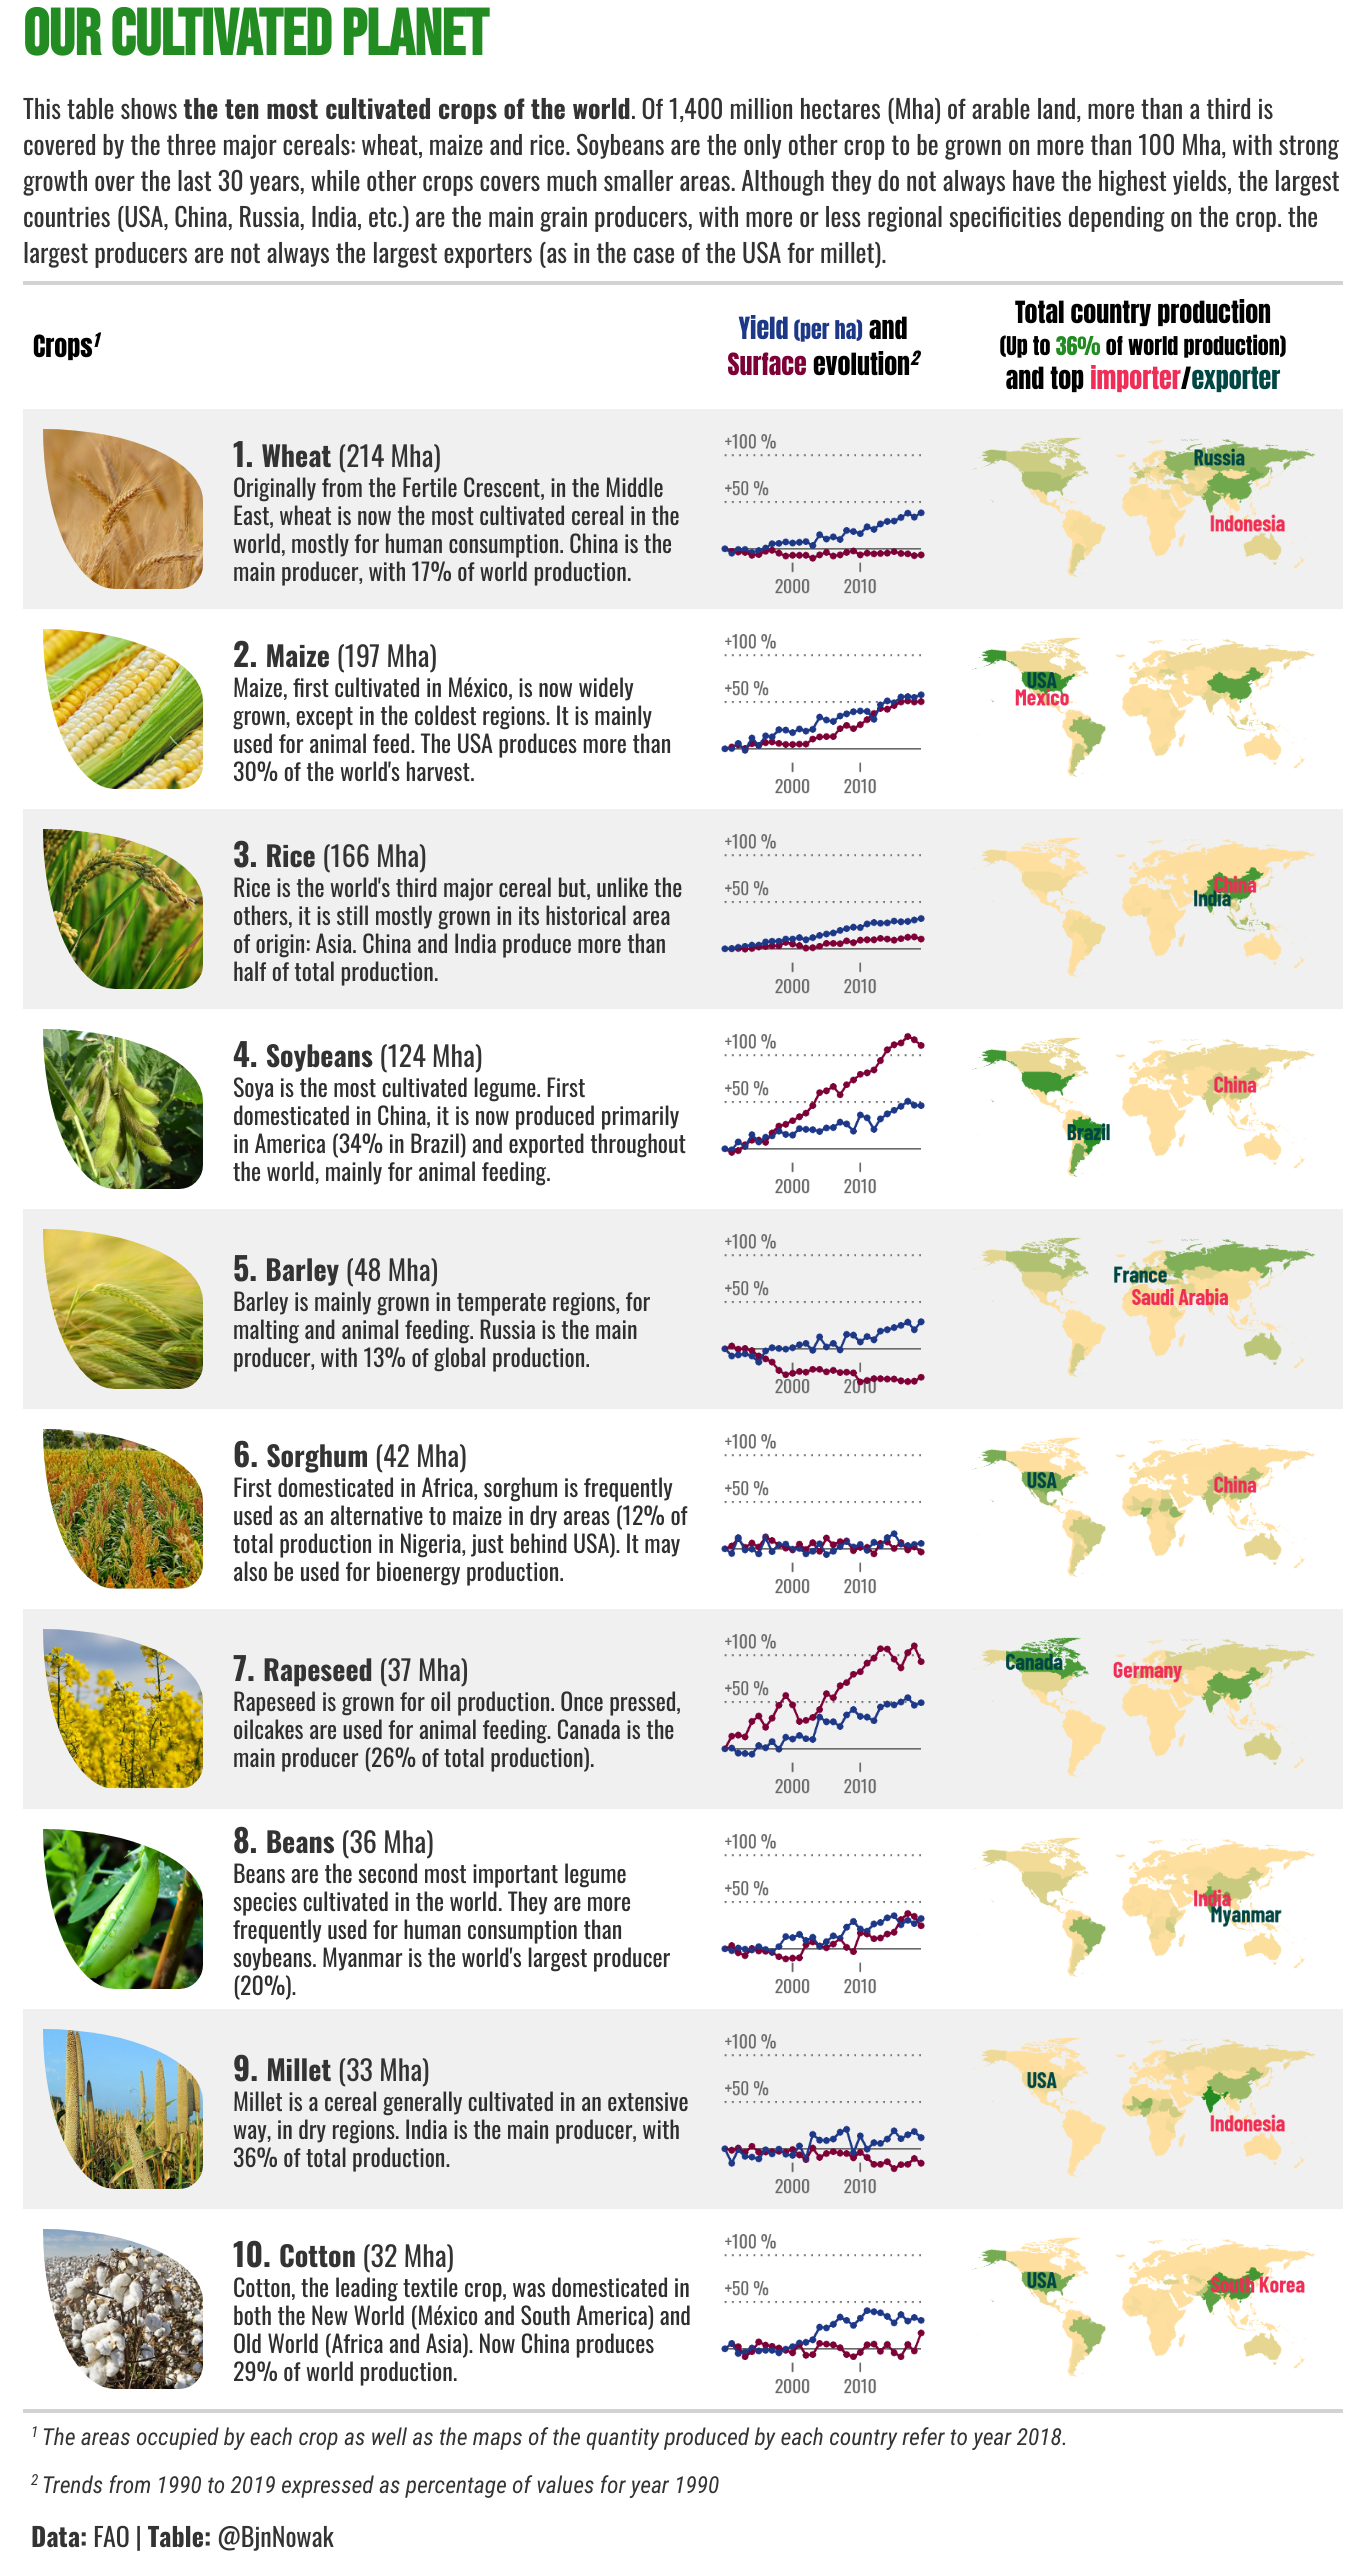 OUR CULTIVATED PLANET
This table shows the ten most cultivated crops of the world. Of 1,400 million hectares (Mha) of arable land, more than a third is
covered by the three major cereals: wheat, maize and rice. Soybeans are the only other crop to be grown on more than 100 Mha, with strong
growth over the last 30 years, while other crops covers much smaller areas. Although they do not always have the highest yields, the largest
countries (USA, China, Russia, India, etc.) are the main grain producers, with more or less regional specificities depending on the crop. the
largest producers are not always the largest exporters (as in the case of the USA for millet).
Crops¹
Yield (per ha) and
Surface evolution²
Total country production
(Up to 36% of world production)
and top importer/exporter
1. Wheat (214 Mha)
Originally from the Fertile Crescent, in the Middle
East, wheat is now the most cultivated cereal in the
world, mostly for human consumption. China is the
main producer, with 17% of world production.
+100 %
+50 %
2000 2010
Russia
Indonesia
2. Maize (197 Mha)
Maize, first cultivated in México, is now widely
grown, except in the coldest regions. It is mainly
used for animal feed. The USA produces more than
30% of the world's harvest.
+100 %
+50 %
2000 2010
USA
Mexico
3. Rice (166 Mha)
Rice is the world's third major cereal but, unlike the
others, it is still mostly grown in its historical area
of origin: Asia. China and India produce more than
half of total production.
+100 %
+50 %
2000 2010
China
India
4. Soybeans (124 Mha)
Soya is the most cultivated legume. First
domesticated in China, it is now produced primarily
in America (34% in Brazil) and exported throughout
the world, mainly for animal feeding.
+100 %
+50 %
2000 2010
China
Brazil
5. Barley (48 Mha)
Barley is mainly grown in temperate regions, for
malting and animal feeding. Russia is the main
producer, with 13% of global production.
+100 %
+50 %
2000 2010
France
Saudi Arabia
6. Sorghum (42 Mha)
First domesticated in Africa, sorghum is frequently
used as an alternative to maize in dry areas (12% of
total production in Nigeria, just behind USA). It may
also be used for bioenergy production.
+100 %
+50 %
2000 2010
USA
China
7. Rapeseed (37 Mha)
Rapeseed is grown for oil production. Once pressed,
oilcakes are used for animal feeding. Canada is the
main producer (26% of total production).
+100 %
+50 %
2000 2010
Canada
Germany
8. Beans (36 Mha)
Beans are the second most important legume
species cultivated in the world. They are more
frequently used for human consumption than
soybeans. Myanmar is the world's largest producer
(20%).
+100 %
+50 %
2000 2010
India
Myanmar
9. Millet (33 Mha)
Millet is a cereal generally cultivated in an extensive
way, in dry regions. India is the main producer, with
36% of total production.
+100 %
+50 %
2000 2010
USA
Indonesia
10. Cotton (32 Mha)
Cotton, the leading textile crop, was domesticated in
both the New World (México and South America) and
Old World (Africa and Asia). Now China produces
29% of world production.
+100 %
+50 %
2000 2010
USA
South Korea
¹ The areas occupied by each crop as well as the maps of the quantity produced by each country refer to year 2018.
² Trends from 1990 to 2019 expressed as percentage of values for year 1990
Data: FAO | Table: @BjnNowak